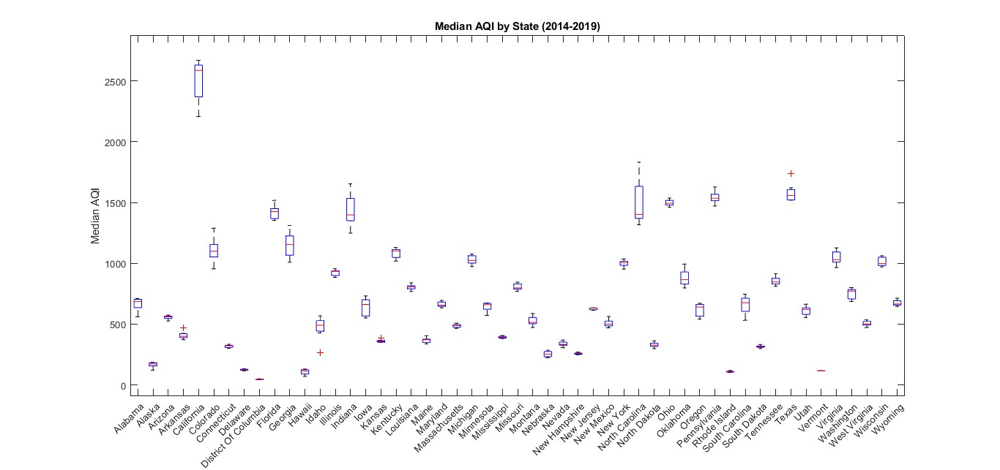 Median AQI by State (2014-2019)
Median AQI
2500
2000
1500
1000
500
0
Alabama
Alaska
Arizona
Arkansas
California
Colorado
Connecticut
Delaware
District Of Columbia
Florida
Georgia
Hawaii
Idaho
Illinois
Indiana
Iowa
Kansas
Kentucky
Louisiana
Maine
Maryland
Massachusetts
Michigan
Minnesota
Mississippi
Missouri
Montana
Nebraska
Nevada
New Hampshire
New Jersey
New Mexico
New York
North Carolina
North Dakota
Ohio
Oklahoma
Oregon
Pennsylvania
Rhode Island
South Carolina
South Dakota
Tennessee
Texas
Utah
Vermont
Virginia
Washington
West Virginia
Wisconsin
Wyoming